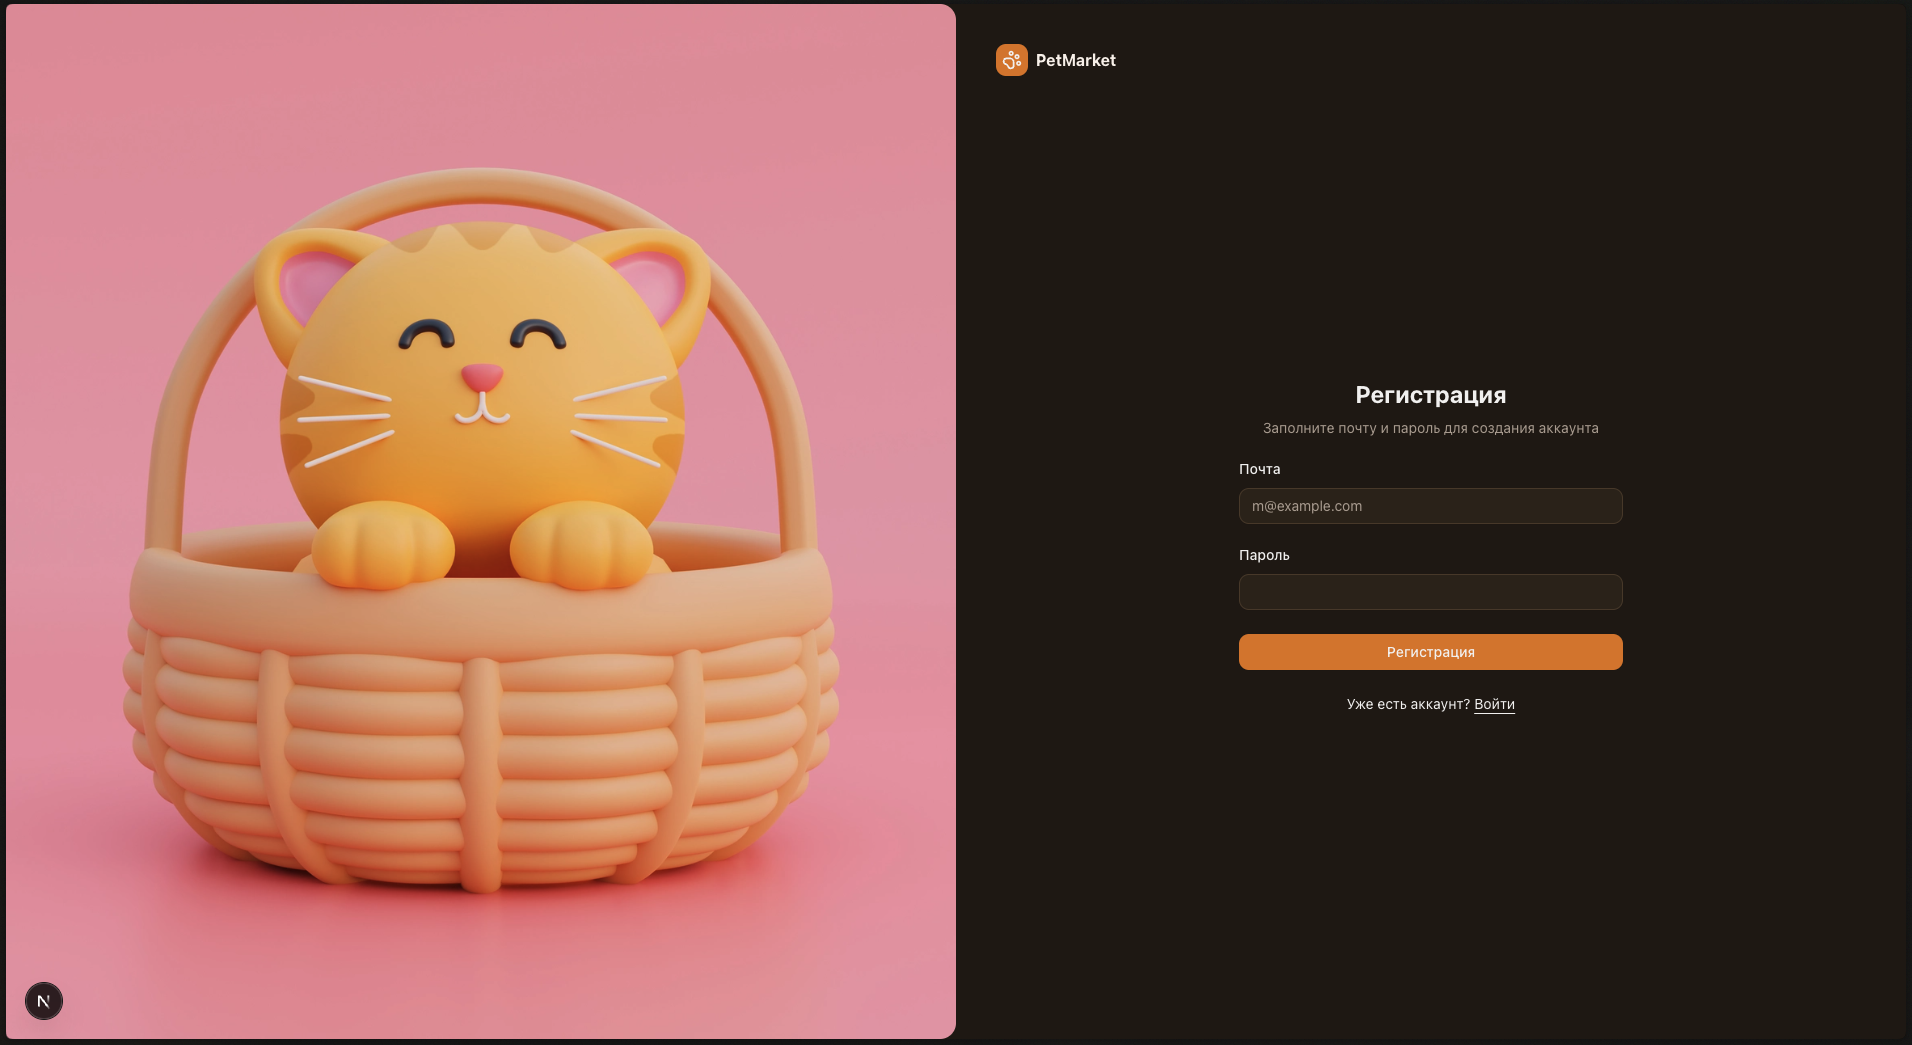 PetMarket
Регистрация
Заполните почту и пароль для создания аккаунта
Почта
m@example.com
Пароль
Регистрация
Уже есть аккаунт? Войти
N